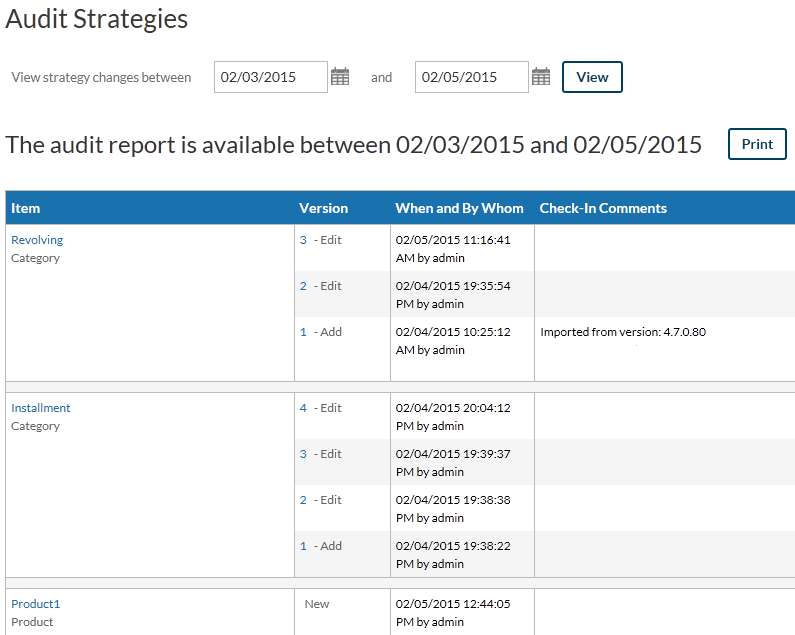 Audit Strategies
View strategy changes between 02/03/2015 and 02/05/2015 View
The audit report is available between 02/03/2015 and 02/05/2015 Print
Item Version When and By Whom Check-In Comments
Revolving 3 - Edit 02/05/2015 11:16:41
Category AM by admin
2 - Edit 02/04/2015 19:35:54
PM by admin
1 - Add 02/04/2015 10:25:12 Imported from version: 4.7.0.80
AM by admin
Installment 4 - Edit 02/04/2015 20:04:12
Category PM by admin
3 - Edit 02/04/2015 19:39:37
PM by admin
2 - Edit 02/04/2015 19:38:38
PM by admin
1 - Add 02/04/2015 19:38:22
PM by admin
Product1 New 02/05/2015 12:44:05
Product PM by admin